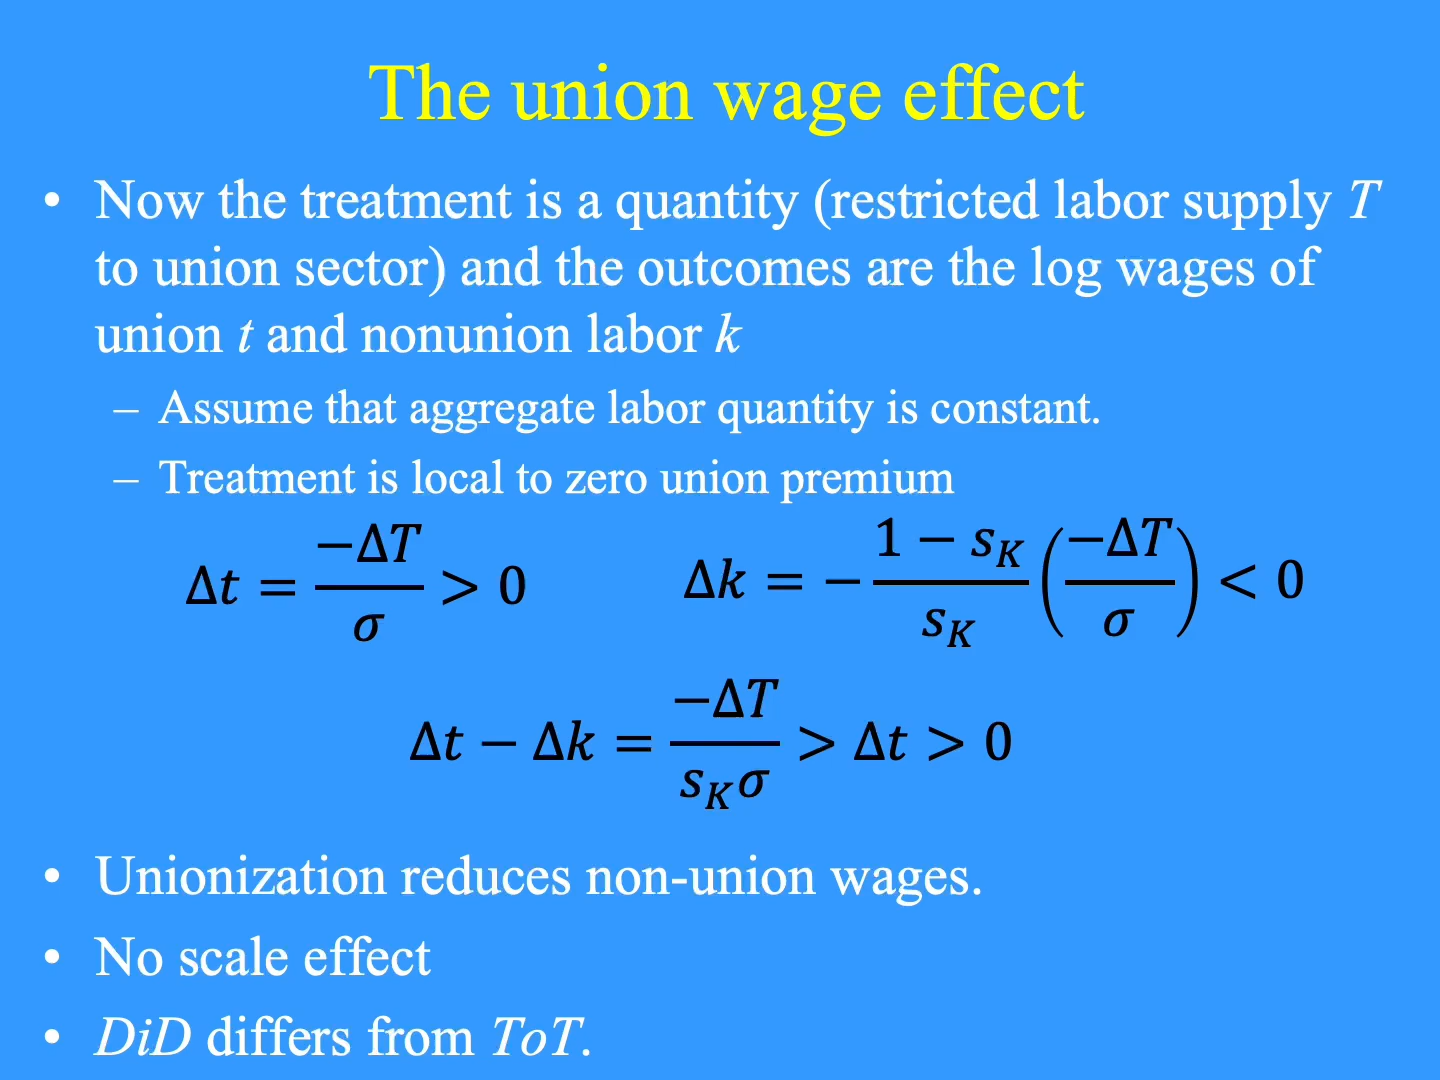 The union wage effect
• Now the treatment is a quantity (restricted labor supply T
to union sector) and the outcomes are the log wages of
union t and nonunion labor k
– Assume that aggregate labor quantity is constant.
– Treatment is local to zero union premium
Δt = −ΔT/σ > 0    Δk = − (1 − s_K)/s_K (−ΔT/σ) < 0
Δt − Δk = −ΔT/(s_K σ) > Δt > 0
• Unionization reduces non-union wages.
• No scale effect
• DiD differs from ToT.